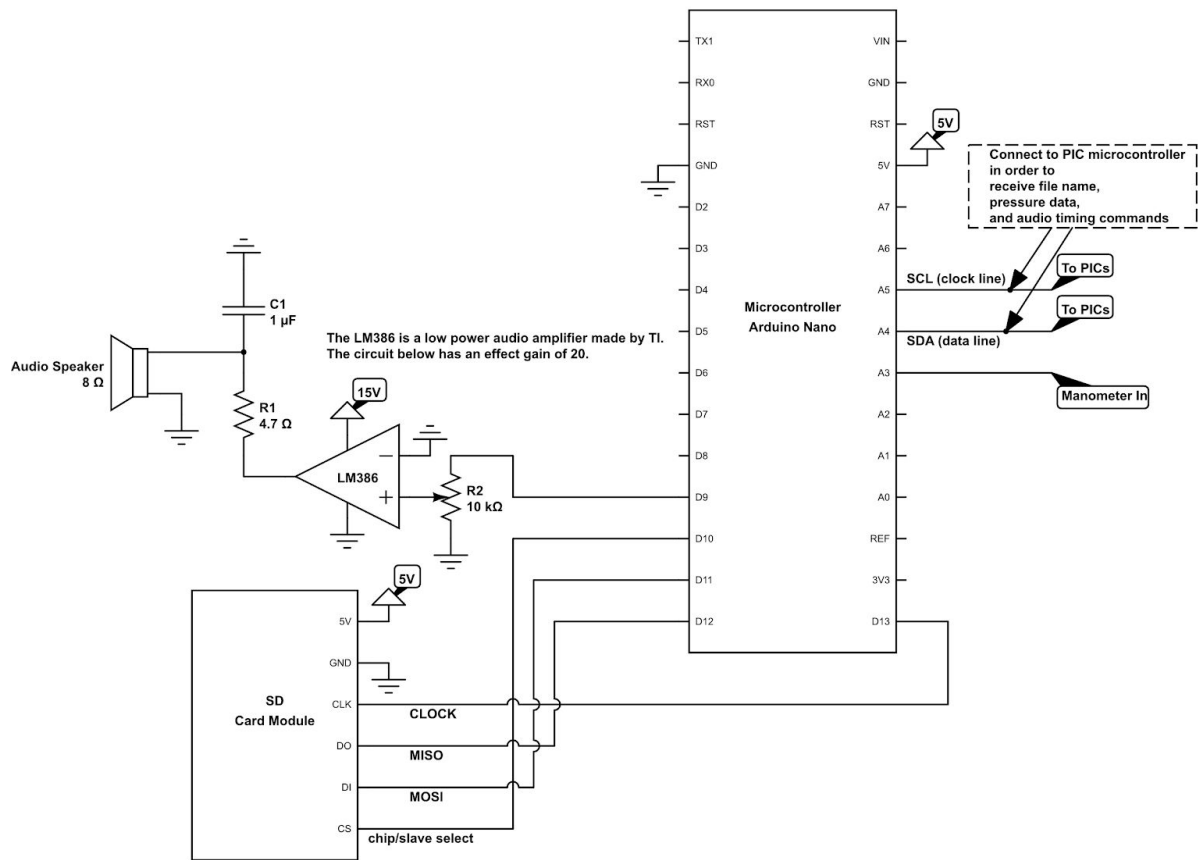 TX1
RX0
RST
GND
D2
D3
D4
D5
D6
D7
D8
D9
D10
D11
D12
Microcontroller
Arduino Nano
VIN
GND
RST
5V
A7
A6
A5
A4
A3
A2
A1
A0
REF
3V3
D13
5V
Connect to PIC microcontroller
in order to
receive file name,
pressure data,
and audio timing commands
SCL (clock line)
To PICs
To PICs
SDA (data line)
Manometer In
C1
1 µF
The LM386 is a low power audio amplifier made by TI.
The circuit below has an effect gain of 20.
Audio Speaker
8 Ω
R1
4.7 Ω
15V
LM386
−
+
R2
10 kΩ
5V
SD
Card Module
5V
GND
CLK
DO
DI
CS
CLOCK
MISO
MOSI
chip/slave select